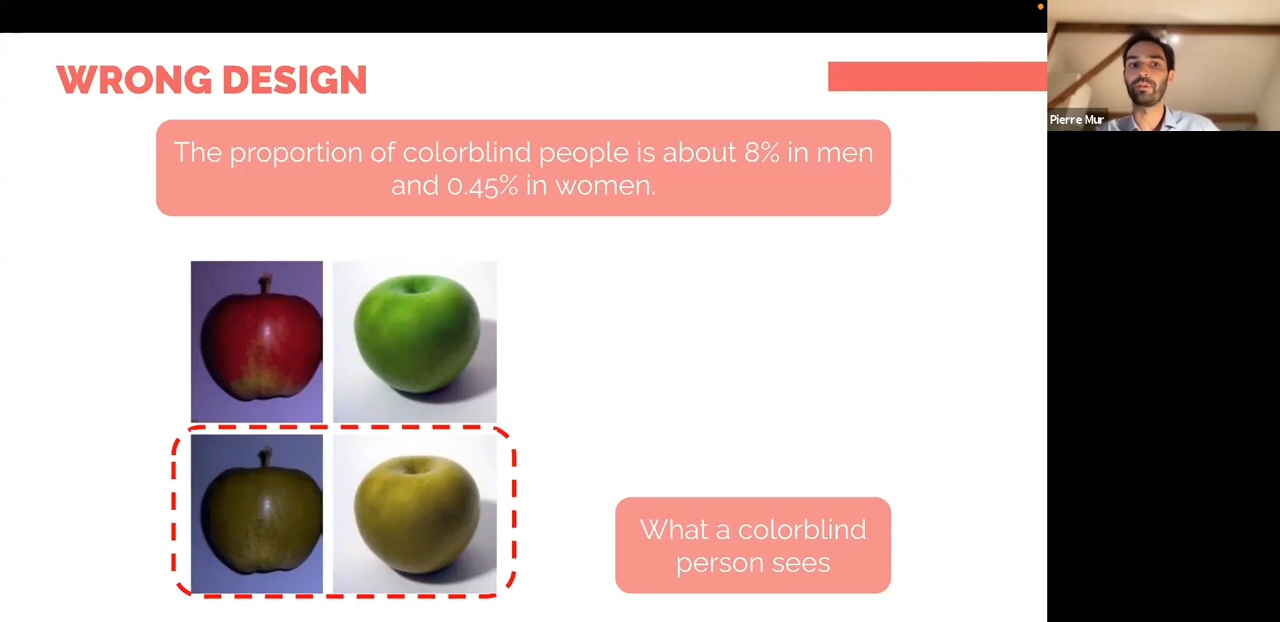 WRONG DESIGN
The proportion of colorblind people is about 8% in men
and 0.45% in women.
What a colorblind
person sees
Pierre Mur